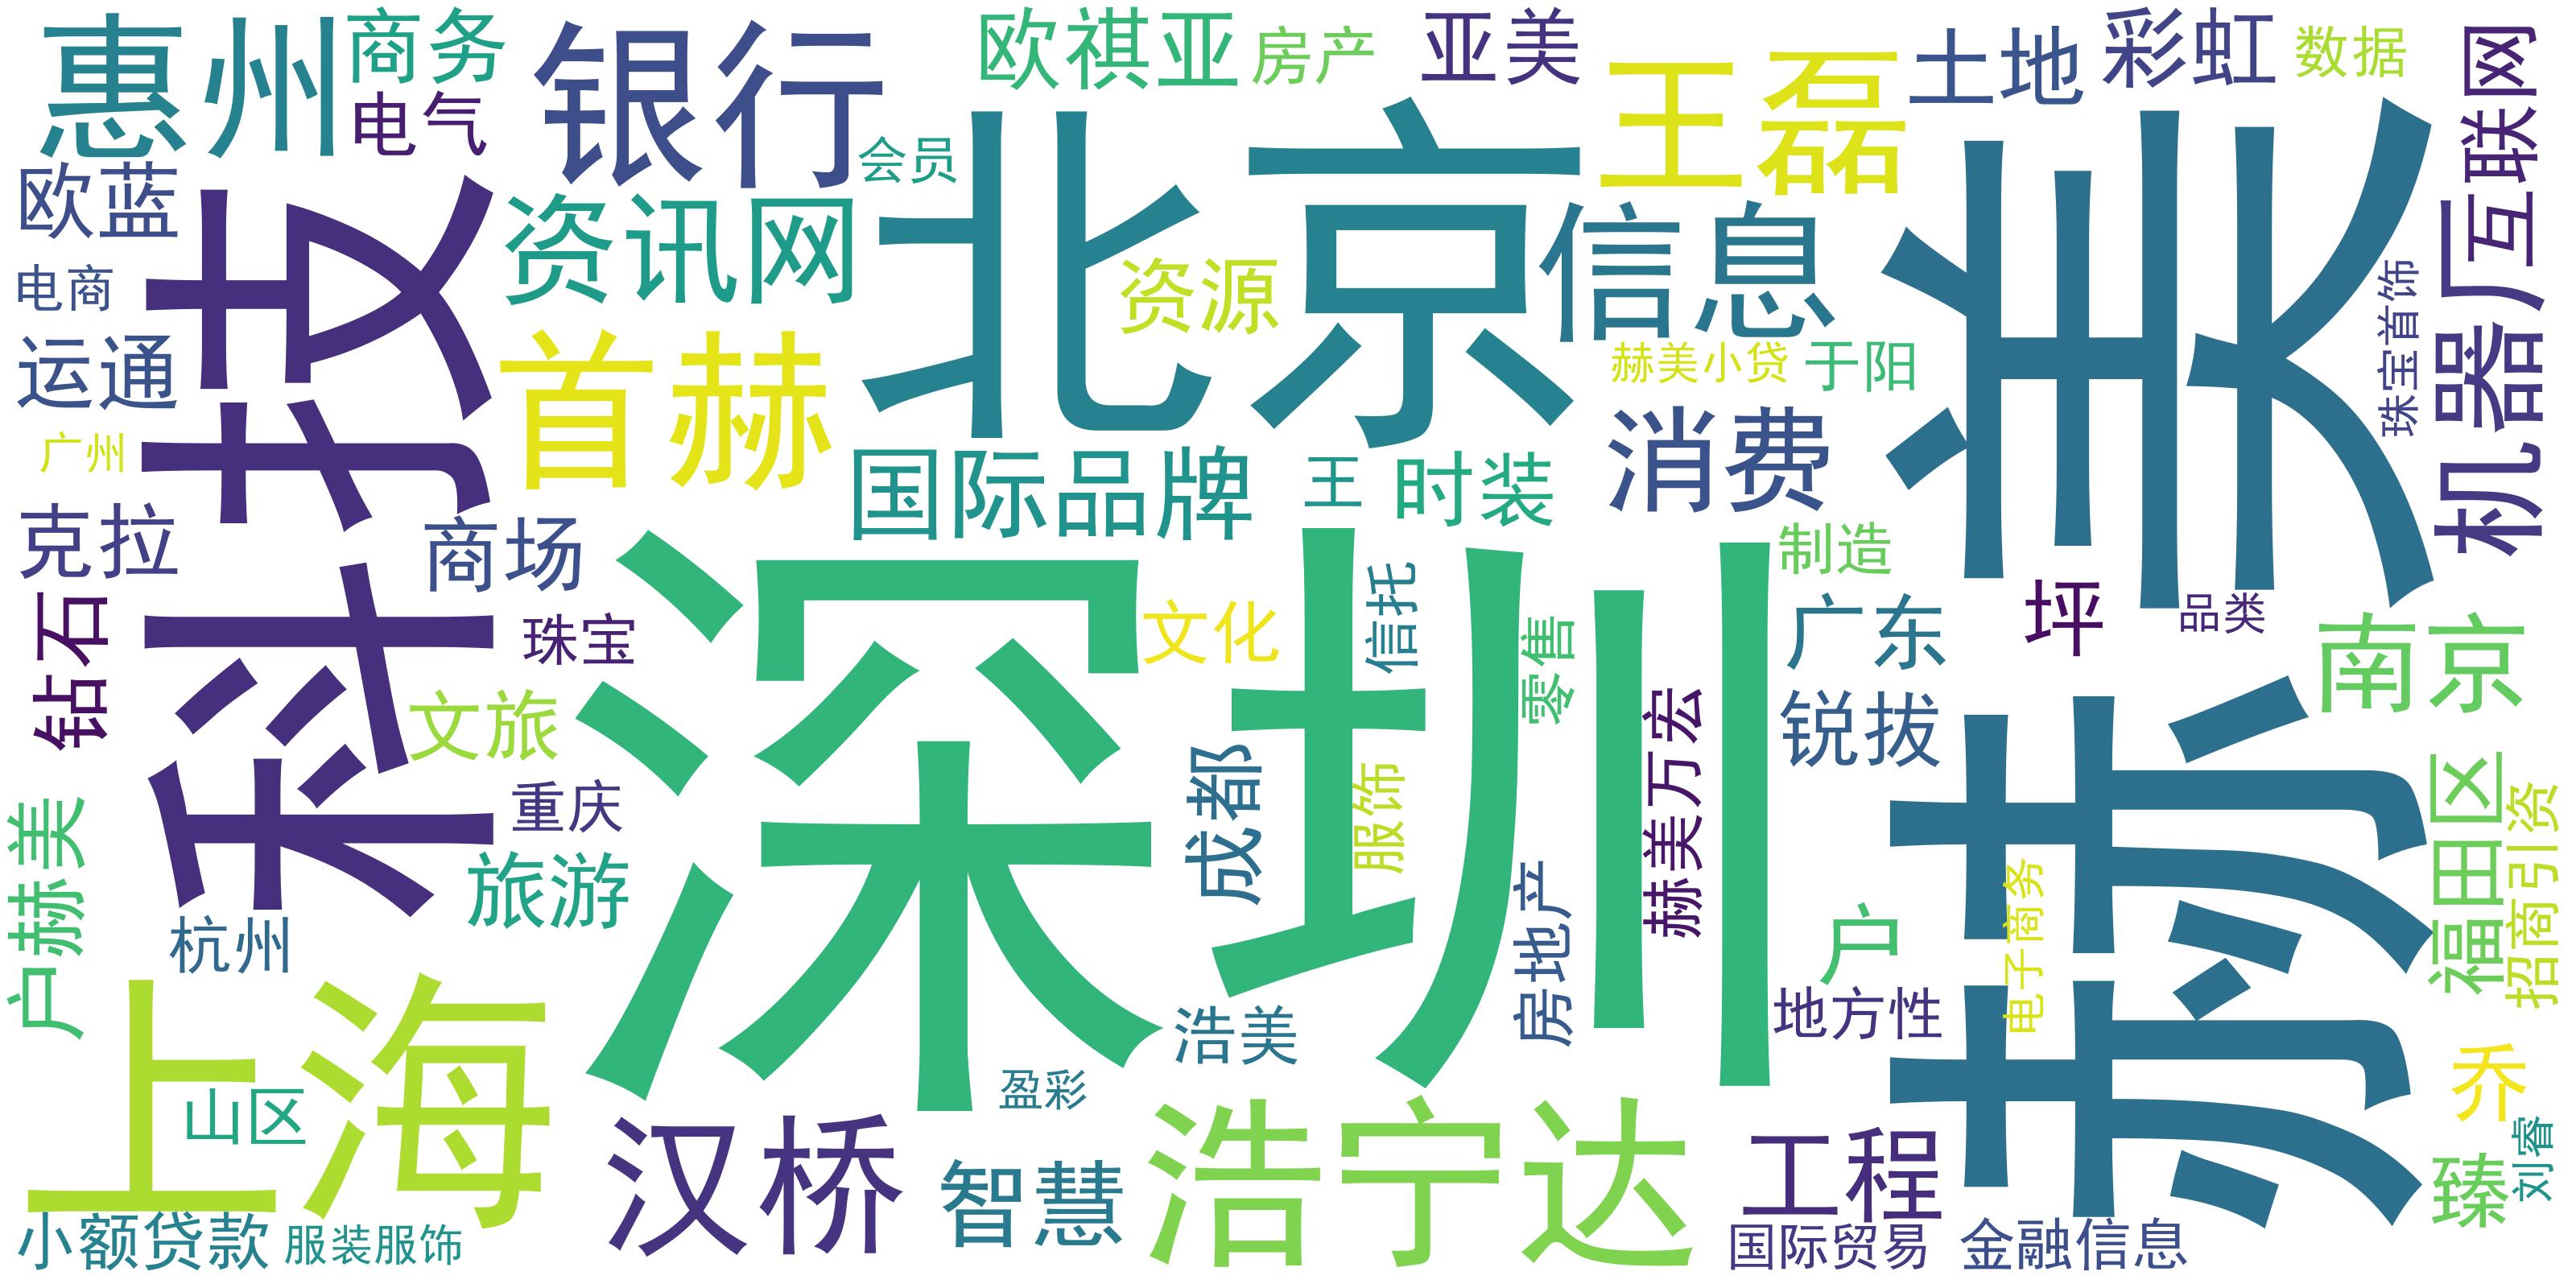 惠州
商务
电气
银行
欧祺亚
房产
亚美
王磊
土地
彩虹
数据
机器厂互联网
欧蓝
会员
资讯网
北京
资源
信息
赫美
珠宝首饰
电商
科技
运通
首赫
赫美小贷
于阳
广州
国际品牌
王
时装
消费
克拉
商场
深圳
制造
钻石
珠宝
文化
信托
零售
广东
坪
品类
南京
文旅
赫美万宏
锐拔
重庆
成都
服饰
福田区
招商引资
户赫美
旅游
房地产
户
电子商务
杭州
上海
浩美
地方性
山区
盈彩
乔
汉桥
智慧
浩宁达
工程
臻
刘睿
小额贷款
服装服饰
国际贸易
金融信息